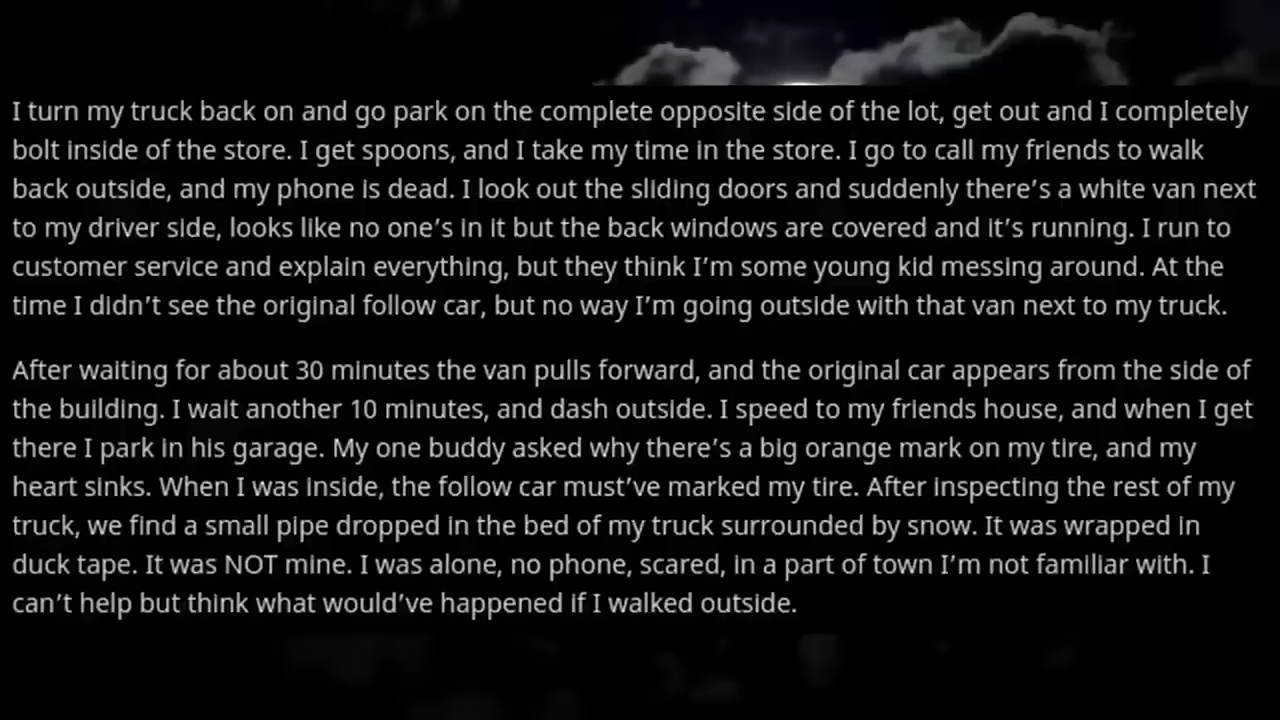 I turn my truck back on and go park on the complete opposite side of the lot, get out and I completely
bolt inside of the store. I get spoons, and I take my time in the store. I go to call my friends to walk
back outside, and my phone is dead. I look out the sliding doors and suddenly there’s a white van next
to my driver side, looks like no one’s in it but the back windows are covered and it’s running. I run to
customer service and explain everything, but they think I’m some young kid messing around. At the
time I didn’t see the original follow car, but no way I’m going outside with that van next to my truck.
After waiting for about 30 minutes the van pulls forward, and the original car appears from the side of
the building. I wait another 10 minutes, and dash outside. I speed to my friends house, and when I get
there I park in his garage. My one buddy asked why there’s a big orange mark on my tire, and my
heart sinks. When I was inside, the follow car must’ve marked my tire. After inspecting the rest of my
truck, we find a small pipe dropped in the bed of my truck surrounded by snow. It was wrapped in
duck tape. It was NOT mine. I was alone, no phone, scared, in a part of town I’m not familiar with. I
can’t help but think what would’ve happened if I walked outside.